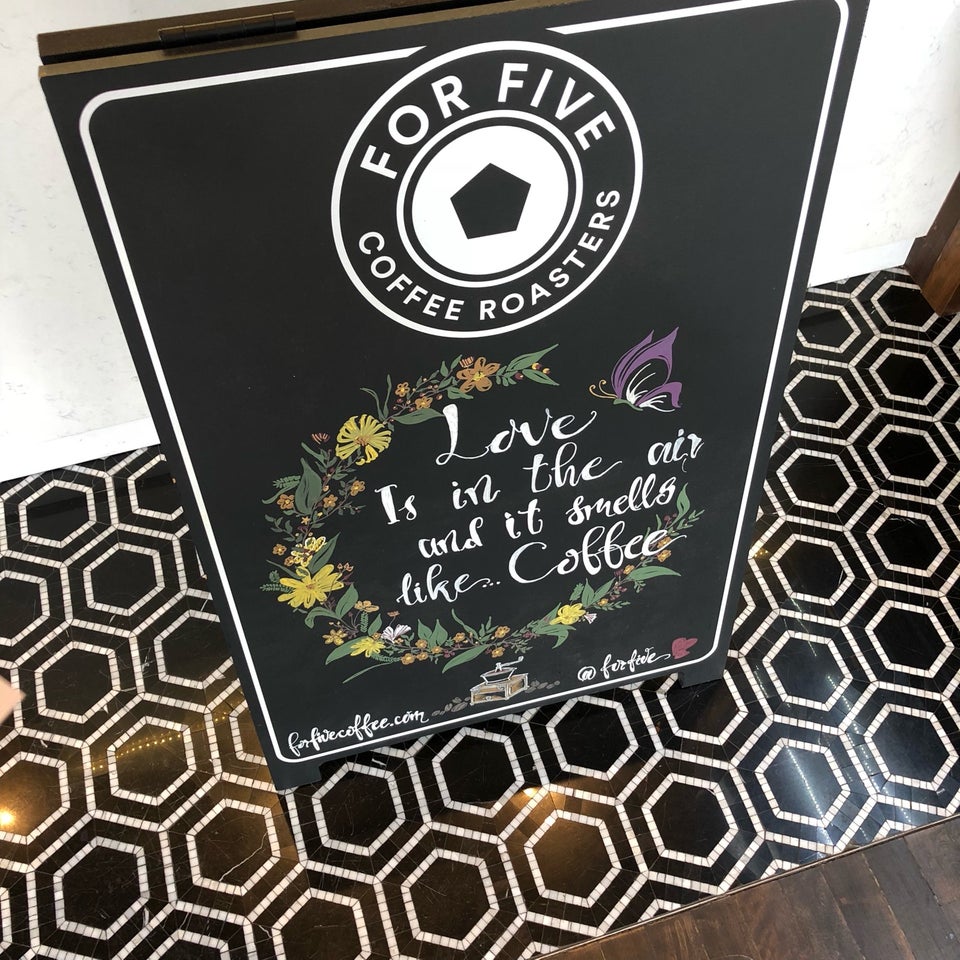 FOR FIVE
COFFEE ROASTERS
Love
Is in the air
and it smells
like.. Coffee
@forfive
forfivecoffee.com